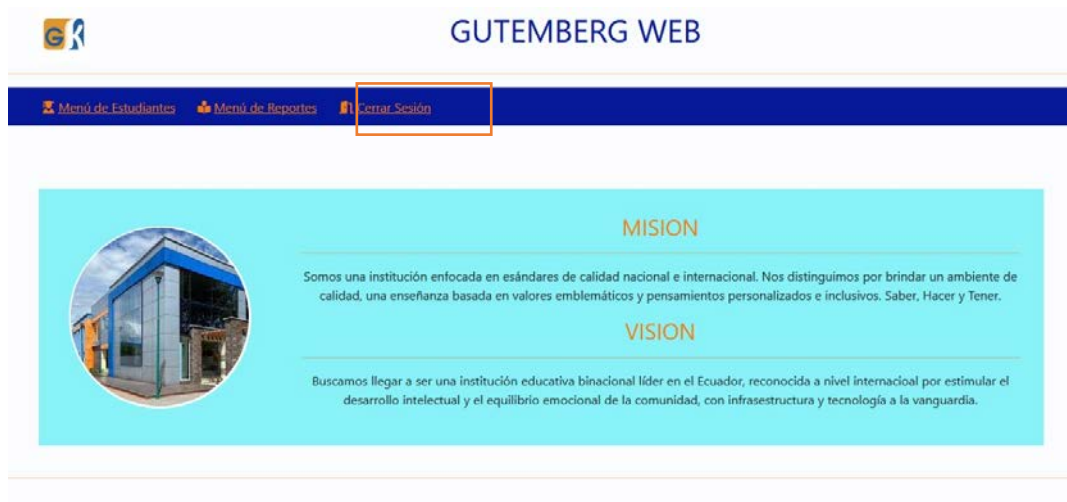 GK
GUTEMBERG WEB
Menú de Estudiantes Menú de Reportes Cerrar Sesión
MISION
Somos una institución enfocada en esándares de calidad nacional e internacional. Nos distinguimos por brindar un ambiente de
calidad, una enseñanza basada en valores emblemáticos y pensamientos personalizados e inclusivos. Saber, Hacer y Tener.
VISION
Buscamos llegar a ser una institución educativa binacional líder en el Ecuador, reconocida a nivel internacioal por estimular el
desarrollo intelectual y el equilibrio emocional de la comunidad, con infrasestructura y tecnología a la vanguardia.